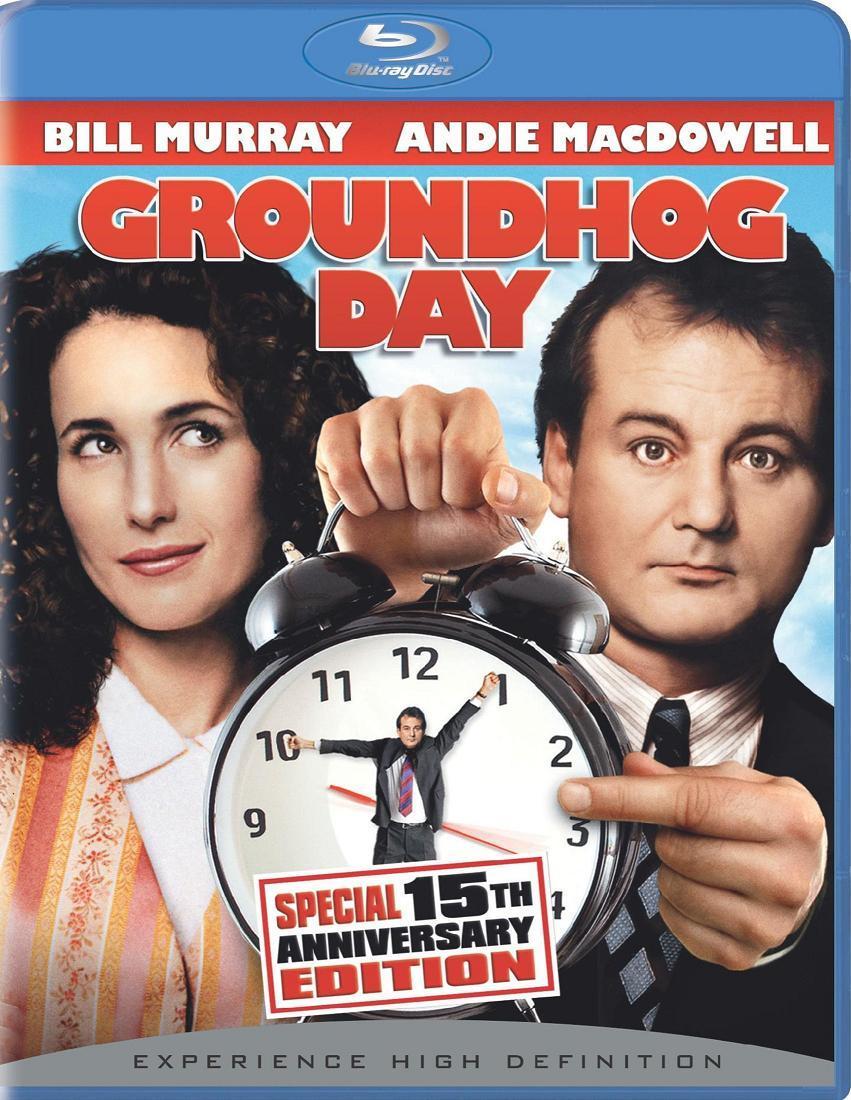 Blu-ray Disc™
BILL MURRAY ANDIE MACDOWELL
GROUNDHOG
DAY
12
11
1
10
2
9
3
4
SPECIAL 15TH
ANNIVERSARY
EDITION
EXPERIENCE HIGH DEFINITION